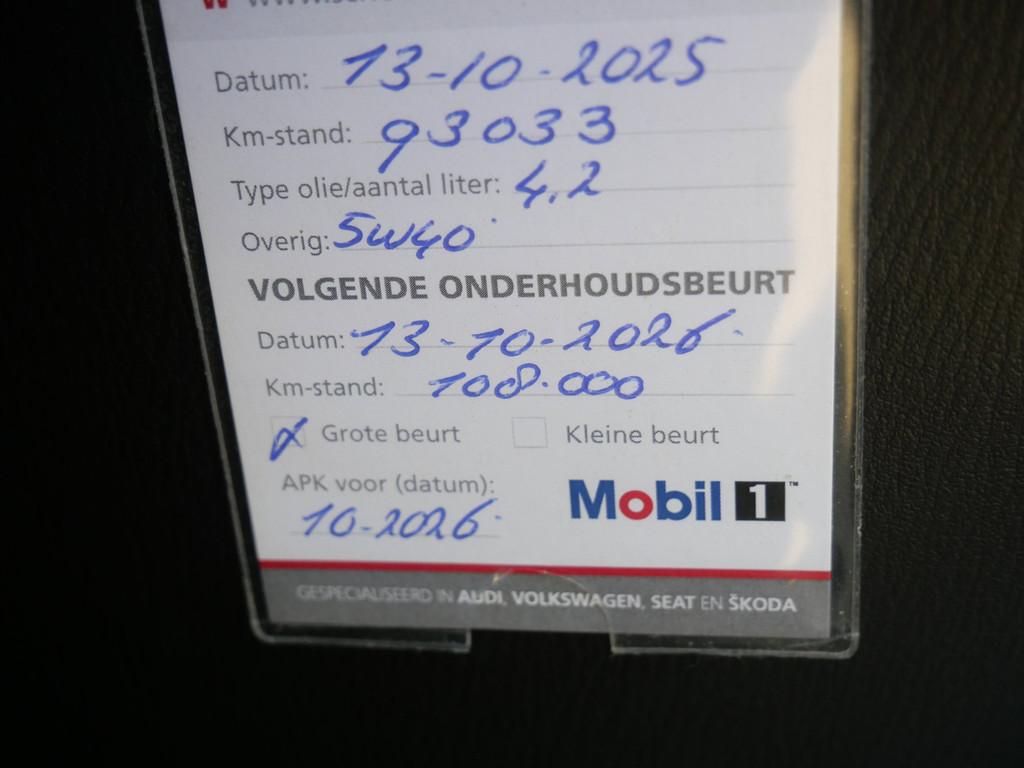 Datum: 13-10-2025
Km-stand: 93033
Type olie/aantal liter: 4,2
Overig: 5W40
VOLGENDE ONDERHOUDSBEURT
Datum: 13-10-2026
Km-stand: 108.000
Grote beurt Kleine beurt
APK voor (datum):
10-2026
Mobil 1™
GESPECIALISEERD IN AUDI, VOLKSWAGEN, SEAT EN ŠKODA